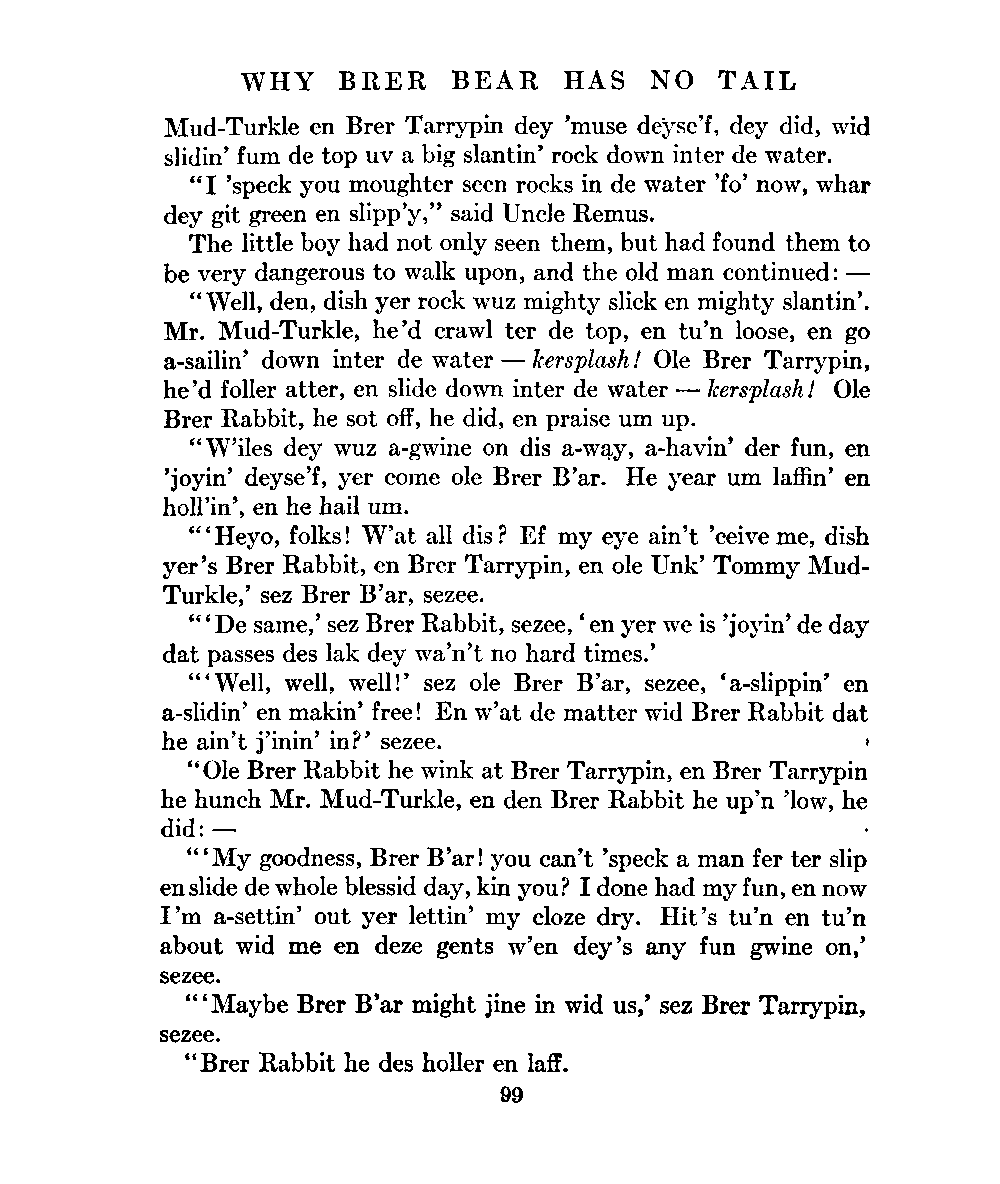 WHY BRER BEAR HAS NO TAIL
Mud-Turkle en Brer Tarrypin dey ’muse deyse’f, dey did, wid
slidin’ fum de top uv a big slantin’ rock down inter de water.
“I ’speck you moughter seen rocks in de water ’fo’ now, whar
dey git green en slipp’y,” said Uncle Remus.
The little boy had not only seen them, but had found them to
be very dangerous to walk upon, and the old man continued: —
“Well, den, dish yer rock wuz mighty slick en mighty slantin’.
Mr. Mud-Turkle, he’d crawl ter de top, en tu’n loose, en go
a-sailin’ down inter de water — kersplash! Ole Brer Tarrypin,
he’d foller atter, en slide down inter de water — kersplash! Ole
Brer Rabbit, he sot off, he did, en praise um up.
“W’iles dey wuz a-gwine on dis a-way, a-havin’ der fun, en
’joyin’ deyse’f, yer come ole Brer B’ar. He year um laffin’ en
holl’in’, en he hail um.
“‘Heyo, folks! W’at all dis? Ef my eye ain’t ’ceive me, dish
yer’s Brer Rabbit, en Brer Tarrypin, en ole Unk’ Tommy Mud-
Turkle,’ sez Brer B’ar, sezee.
“‘De same,’ sez Brer Rabbit, sezee, ‘en yer we is ’joyin’ de day
dat passes des lak dey wa’n’t no hard times.’
“‘Well, well, well!’ sez ole Brer B’ar, sezee, ‘a-slippin’ en
a-slidin’ en makin’ free! En w’at de matter wid Brer Rabbit dat
he ain’t j’inin’ in?’ sezee.
“Ole Brer Rabbit he wink at Brer Tarrypin, en Brer Tarrypin
he hunch Mr. Mud-Turkle, en den Brer Rabbit he up’n ’low, he
did: —
“‘My goodness, Brer B’ar! you can’t ’speck a man fer ter slip
en slide de whole blessid day, kin you? I done had my fun, en now
I’m a-settin’ out yer lettin’ my cloze dry. Hit’s tu’n en tu’n
about wid me en deze gents w’en dey’s any fun gwine on,’
sezee.
“‘Maybe Brer B’ar might jine in wid us,’ sez Brer Tarrypin,
sezee.
“Brer Rabbit he des holler en laff.
99